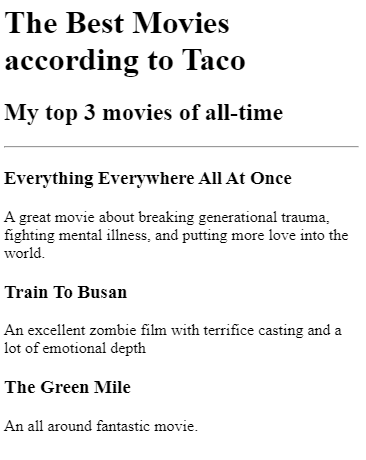 The Best Movies
according to Taco
My top 3 movies of all-time
Everything Everywhere All At Once
A great movie about breaking generational trauma,
fighting mental illness, and putting more love into the
world.
Train To Busan
An excellent zombie film with terrifice casting and a
lot of emotional depth
The Green Mile
An all around fantastic movie.